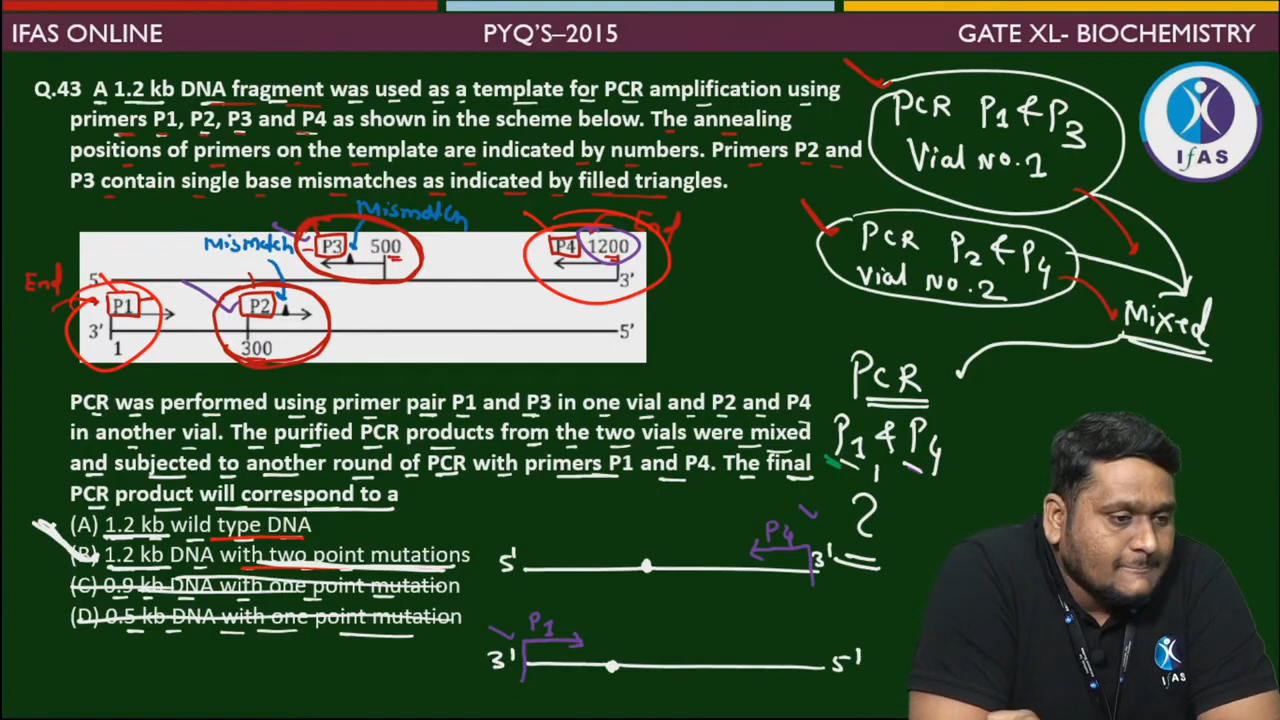 IFAS ONLINE
PYQ'S–2015
GATE XL- BIOCHEMISTRY
Q.43 A 1.2 kb DNA fragment was used as a template for PCR amplification using
primers P1, P2, P3 and P4 as shown in the scheme below. The annealing
positions of primers on the template are indicated by numbers. Primers P2 and
P3 contain single base mismatches as indicated by filled triangles.
Mismatch
Mismatch
P3 500
P4 1200
End
End
5'
3'
P1
P2
3'
5'
1
300
PCR was performed using primer pair P1 and P3 in one vial and P2 and P4
in another vial. The purified PCR products from the two vials were mixed
and subjected to another round of PCR with primers P1 and P4. The final
PCR product will correspond to a
(A) 1.2 kb wild type DNA
(B) 1.2 kb DNA with two point mutations
(C) 0.9 kb DNA with one point mutation
(D) 0.5 kb DNA with one point mutation
PCR P1 & P3
Vial No.1
PCR P2 & P4
Vial No.2
Mixed
PCR
P1 & P4
?
P4
5'
3'
P1
3'
5'
IFAS
IFAS